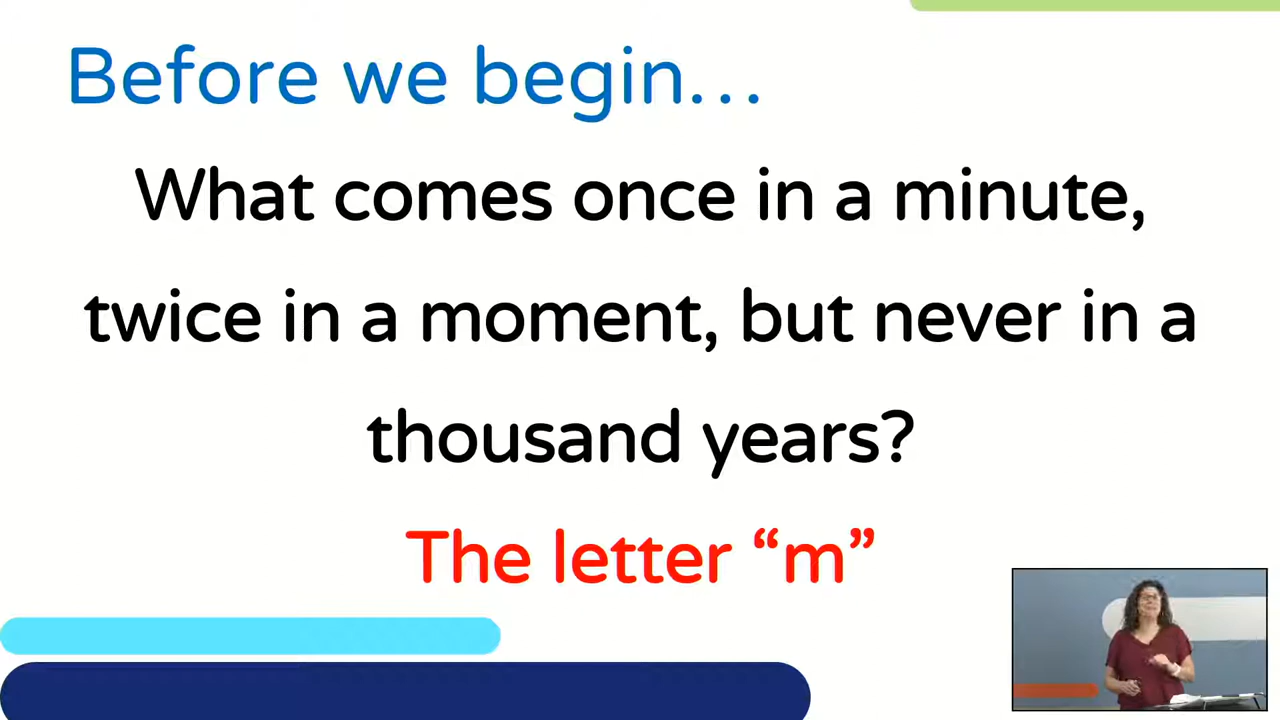 Before we begin...
What comes once in a minute,
twice in a moment, but never in a
thousand years?
The letter “m”